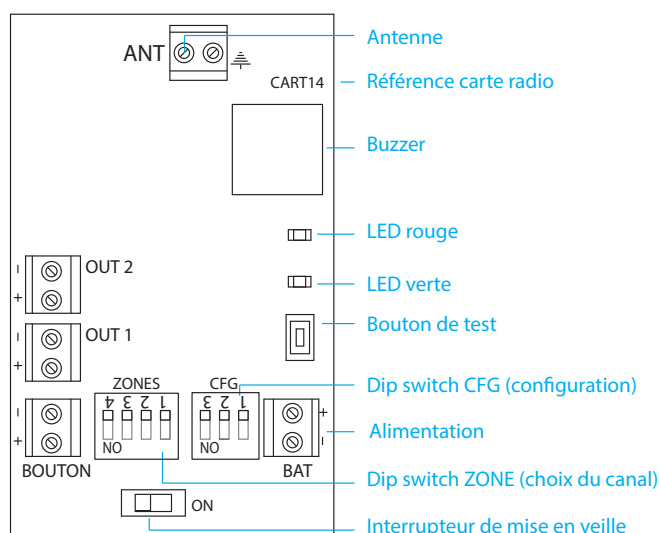 ANT
Antenne
CART14
Référence carte radio
Buzzer
LED rouge
- OUT 2
+
LED verte
- OUT 1
+
Bouton de test
ZONES
CFG
Dip switch CFG (configuration)
4 3 2 1
3 2 1
NO
NO
-
+
+
-
Alimentation
BOUTON
BAT
Dip switch ZONE (choix du canal)
ON
Interrupteur de mise en veille